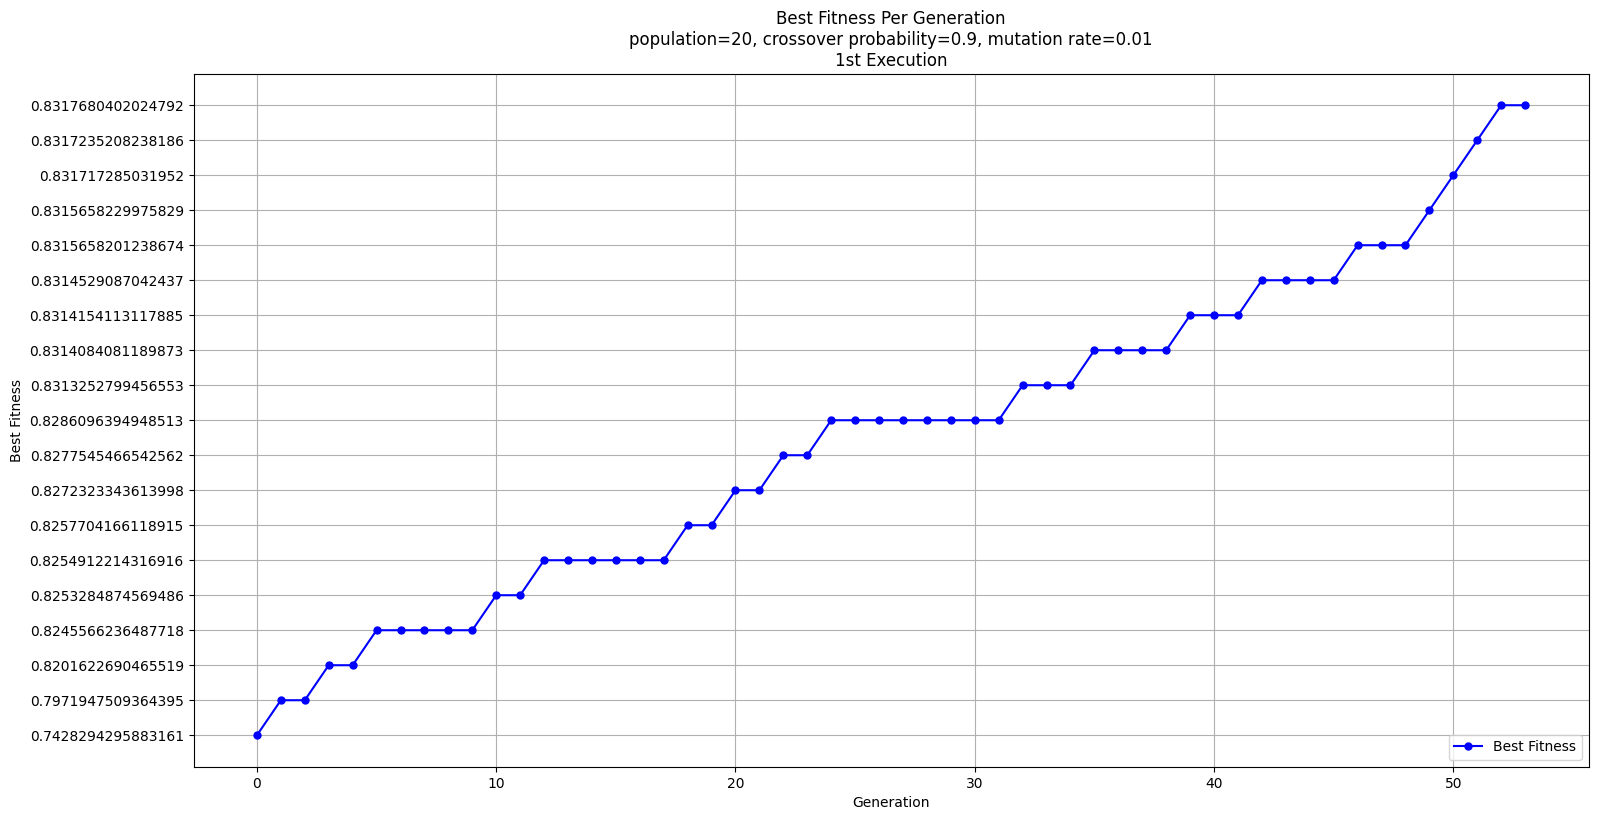 Best Fitness Per Generation
population=20, crossover probability=0.9, mutation rate=0.01
1st Execution
0.8317680402024792
0.8317235208238186
0.831717285031952
0.8315658229975829
0.8315658201238674
0.8314529087042437
0.8314154113117885
0.8314084081189873
0.8313252799456553
0.8286096394948513
0.8277545466542562
0.8272323343613998
0.8257704166118915
0.8254912214316916
0.8253284874569486
0.8245566236487718
0.8201622690465519
0.7971947509364395
0.7428294295883161
Best Fitness
Best Fitness
0 10 20 30 40 50
Generation